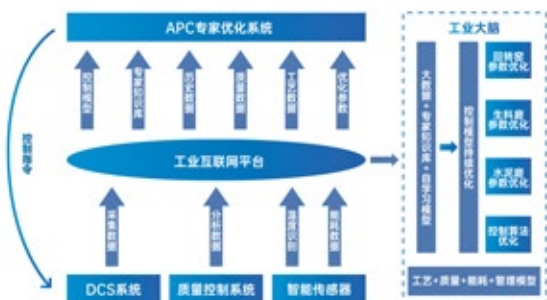 APC专家优化系统
工业大脑
控制模型
专家知识库
历史数据
质量数据
工艺数据
优化参数
控制指令
工业互联网平台
大数据+专家知识库+自学习模型
控制模型持续优化
回转窑
参数优化
生料磨
参数优化
水泥磨
参数优化
控制算法
优化
采集数据
分析数据
温度识别
能耗数据
DCS系统
质量控制系统
智能传感器
工艺+质量+能耗+管理模型